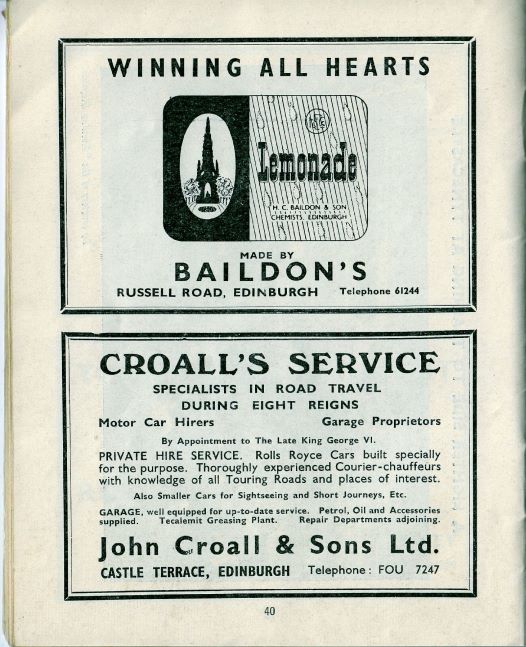 WINNING ALL HEARTS
Lemonade
H. C. BAILDON & SON
CHEMISTS, EDINBURGH
MADE BY
BAILDON'S
RUSSELL ROAD, EDINBURGH Telephone 61244
CROALL'S SERVICE
SPECIALISTS IN ROAD TRAVEL
DURING EIGHT REIGNS
Motor Car Hirers Garage Proprietors
By Appointment to The Late King George VI.
PRIVATE HIRE SERVICE. Rolls Royce Cars built specially
for the purpose. Thoroughly experienced Courier-chauffeurs
with knowledge of all Touring Roads and places of interest.
Also Smaller Cars for Sightseeing and Short Journeys, Etc.
GARAGE, well equipped for up-to-date service. Petrol, Oil and Accessories
supplied. Tecalemit Greasing Plant. Repair Departments adjoining.
John Croall & Sons Ltd.
CASTLE TERRACE, EDINBURGH Telephone: FOU 7247
40